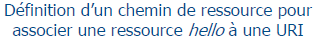 Définition d’un chemin de ressource pour
associer une ressource hello à une URI